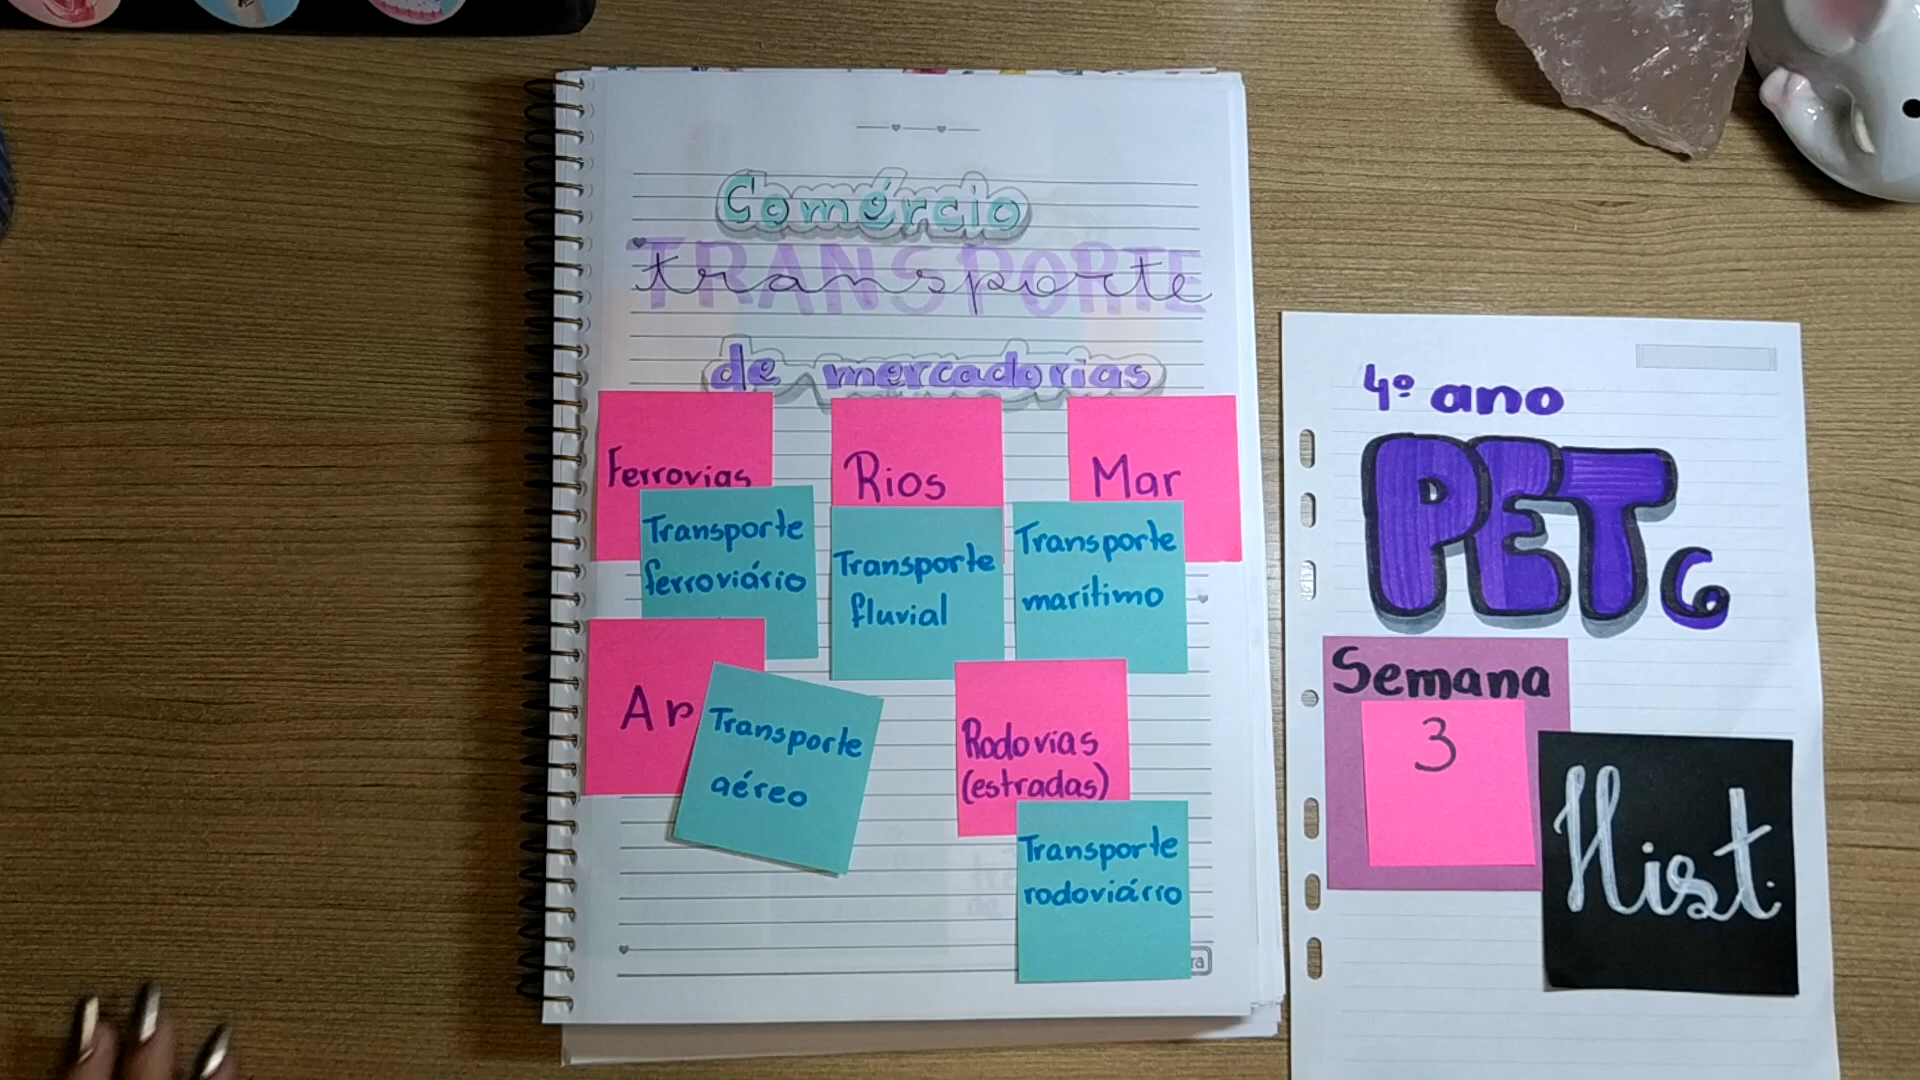 Comércio
TRANSPORTE
transporte
de mercadorias
Ferrovias
Transporte
ferroviário
Rios
Transporte
fluvial
Mar
Transporte
marítimo
Ar
Transporte
aéreo
Rodovias
(estradas)
Transporte
rodoviário
4º ano
PET 6
Semana
3
Hist.